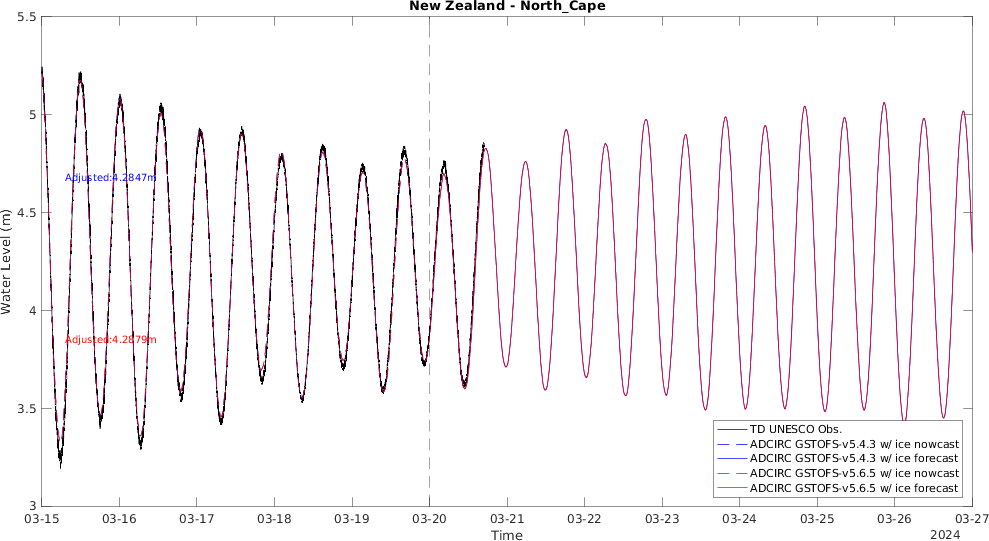 New Zealand - North_Cape
5.5
5
4.5
4
3.5
3
Water Level (m)
Adjusted:4.2847m
Adjusted:4.2879m
TD UNESCO Obs.
ADCIRC GSTOFS-v5.4.3 w/ ice nowcast
ADCIRC GSTOFS-v5.4.3 w/ ice forecast
ADCIRC GSTOFS-v5.6.5 w/ ice nowcast
ADCIRC GSTOFS-v5.6.5 w/ ice forecast
03-15 03-16 03-17 03-18 03-19 03-20 03-21 03-22 03-23 03-24 03-25 03-26 03-27
Time
2024